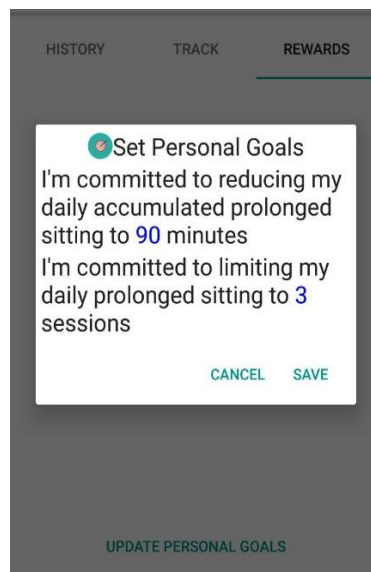 HISTORY TRACK REWARDS
Set Personal Goals
I'm committed to reducing my
daily accumulated prolonged
sitting to 90 minutes
I'm committed to limiting my
daily prolonged sitting to 3
sessions
CANCEL SAVE
UPDATE PERSONAL GOALS